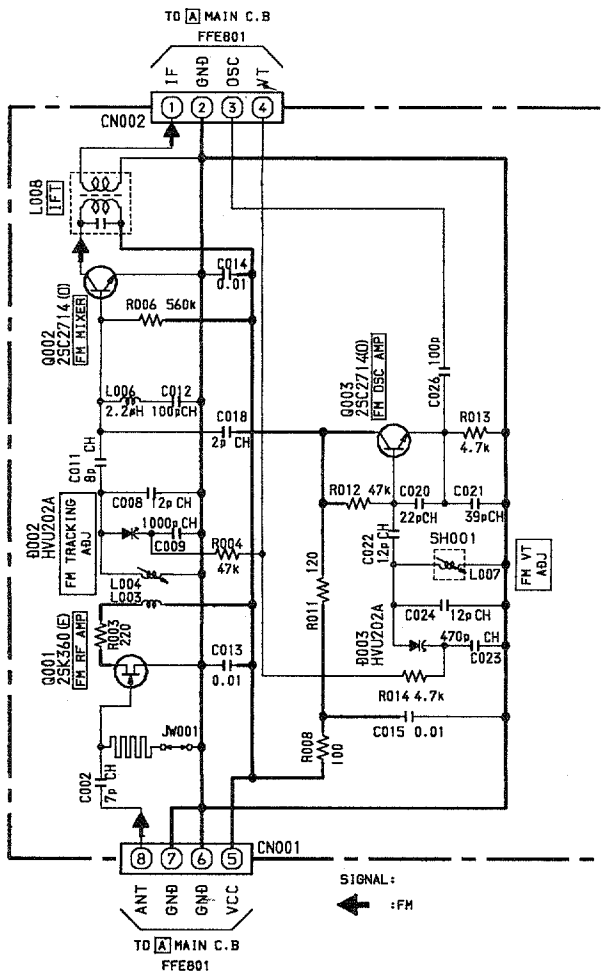 TO A MAIN C.B
FFE801
IF
GND
OSC
VT
1
2
3
4
CN002
L008
IFT
C014
0.01
Q002
2SC2714(O)
FM MIXER
R006 560k
L006
2.2μH
C012
100pCH
C018
2p CH
Q003
2SC2714(O)
FM OSC AMP
C026 100p
R013
4.7k
C011
8p CH
C008
12p CH
1000p CH
C009
R004
47k
D002
HVU202A
FM TRACKING
ADJ
R012 47k
C020
22pCH
C021
39pCH
C022
12p CH
SH001
L007
FM VT
ADJ
L004
L003
R003
220
R011
120
C024
12p CH
D003
HVU202A
470p CH
C023
Q001
2SK360(E)
FM RF AMP
C013
0.01
R014 4.7k
JW001
C015 0.01
R008
100
C002
7p CH
CN001
8
7
6
5
ANT
GND
GND
VCC
SIGNAL:
:FM
TO A MAIN C.B
FFE801